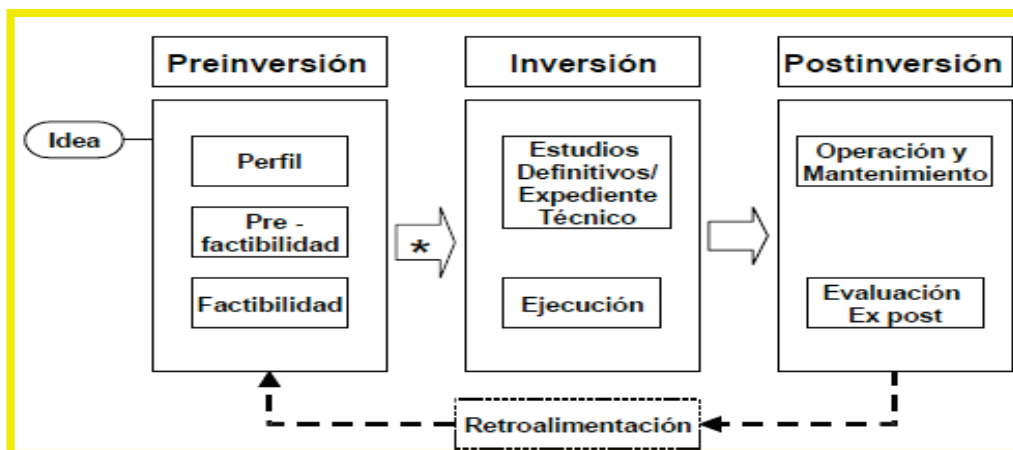 Preinversión
Inversión
Postinversión
Idea
Perfil
Pre -
factibilidad
Factibilidad
*
Estudios
Definitivos/
Expediente
Técnico
Ejecución
Operación y
Mantenimiento
Evaluación
Ex post
Retroalimentación